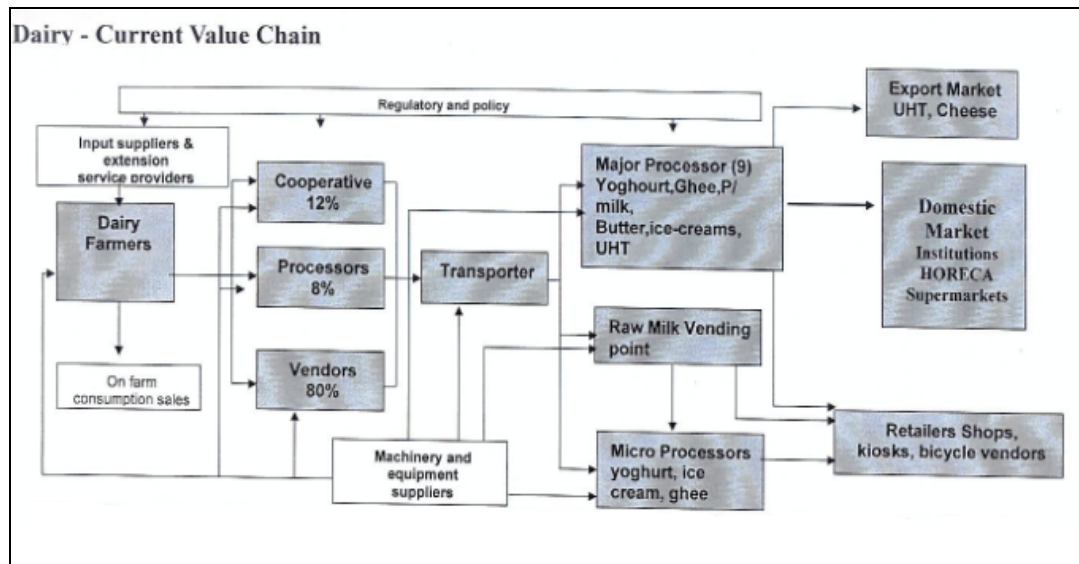 Dairy - Current Value Chain
Regulatory and policy
Export Market
UHT, Cheese
Input suppliers &
extension
service providers
Cooperative
12%
Major Processor (9)
Yoghourt,Ghee,P/
milk,
Butter,ice-creams,
UHT
Dairy
Farmers
Domestic
Market
Institutions
HORECA
Supermarkets
Processors
8%
Transporter
Raw Milk Vending
point
Vendors
80%
On farm
consumption sales
Retailers Shops,
kiosks, bicycle vendors
Machinery and
equipment
suppliers
Micro Processors
yoghurt, ice
cream, ghee